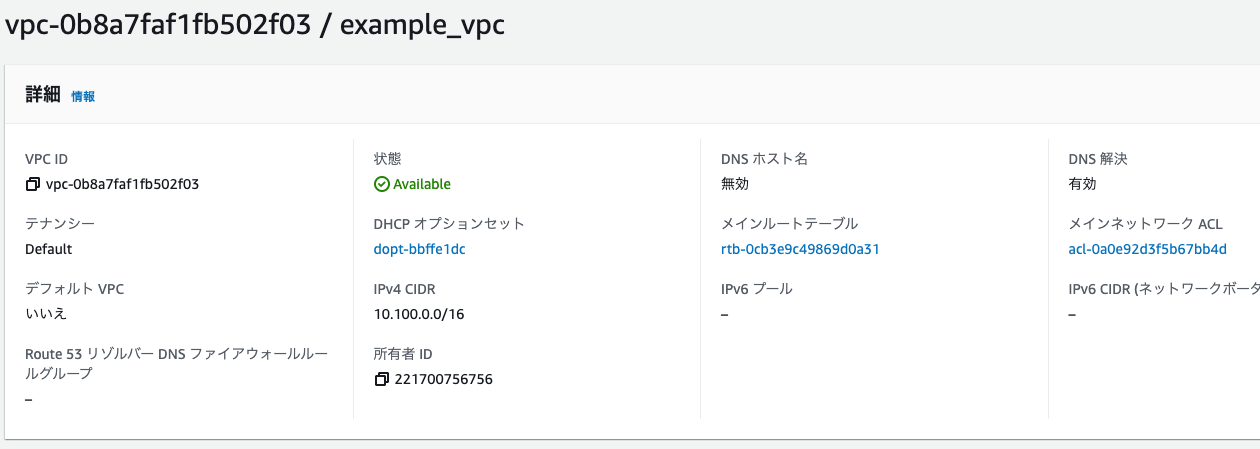 vpc-0b8a7faf1fb502f03 / example_vpc
詳細 情報
VPC ID
vpc-0b8a7faf1fb502f03
テナンシー
Default
デフォルト VPC
いいえ
Route 53 リゾルバー DNS ファイアウォールルー
ルグループ
–
状態
Available
DHCP オプションセット
dopt-bbffe1dc
IPv4 CIDR
10.100.0.0/16
所有者 ID
221700756756
DNS ホスト名
無効
メインルートテーブル
rtb-0cb3e9c49869d0a31
IPv6 プール
–
DNS 解決
有効
メインネットワーク ACL
acl-0a0e92d3f5b67bb4d
IPv6 CIDR (ネットワークボータ
–